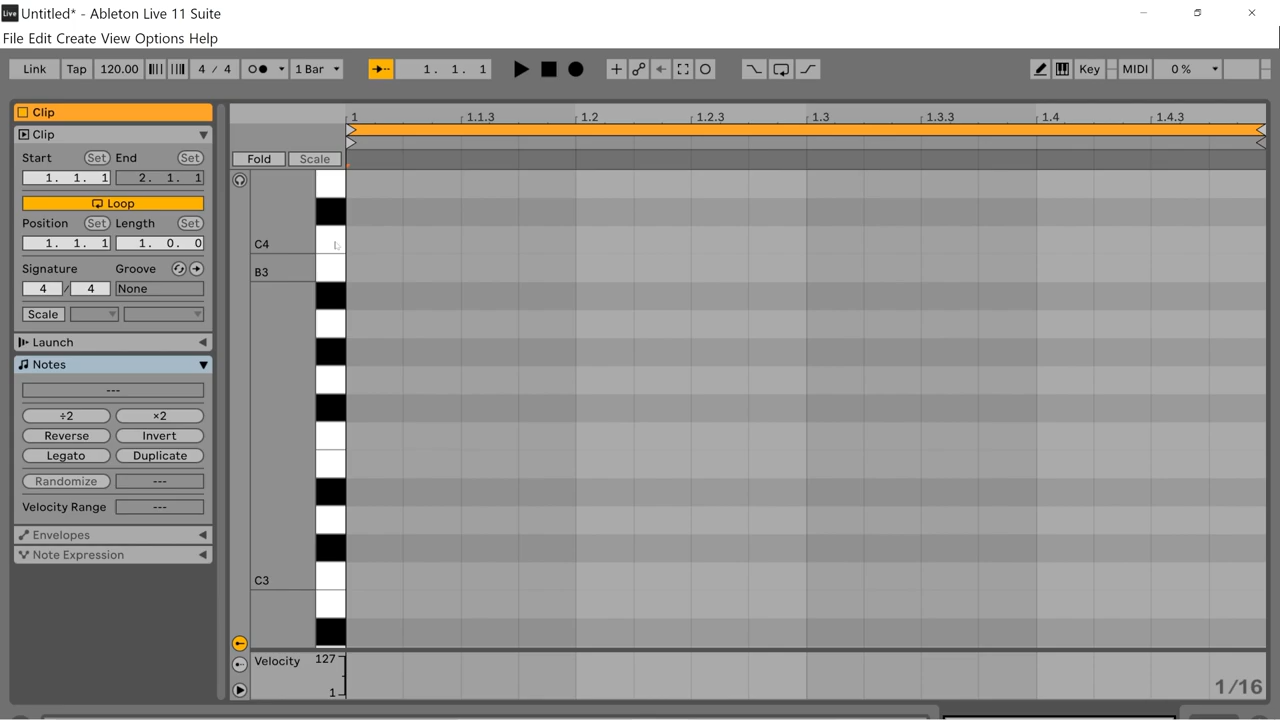 Live Untitled* - Ableton Live 11 Suite
File Edit Create View Options Help
Link Tap 120.00 4 / 4 1 Bar 1. 1. 1 Key MIDI 0 %
Clip
Clip
Start Set End Set
1. 1. 1 2. 1. 1
Loop
Position Set Length Set
1. 1. 1 1. 0. 0
Signature Groove
4 / 4 None
Scale
Launch
Notes
---
÷2 ×2
Reverse Invert
Legato Duplicate
Randomize ---
Velocity Range ---
Envelopes
Note Expression
1 1.1.3 1.2 1.2.3 1.3 1.3.3 1.4 1.4.3
Fold Scale
C4
B3
C3
Velocity 127
1
1/16